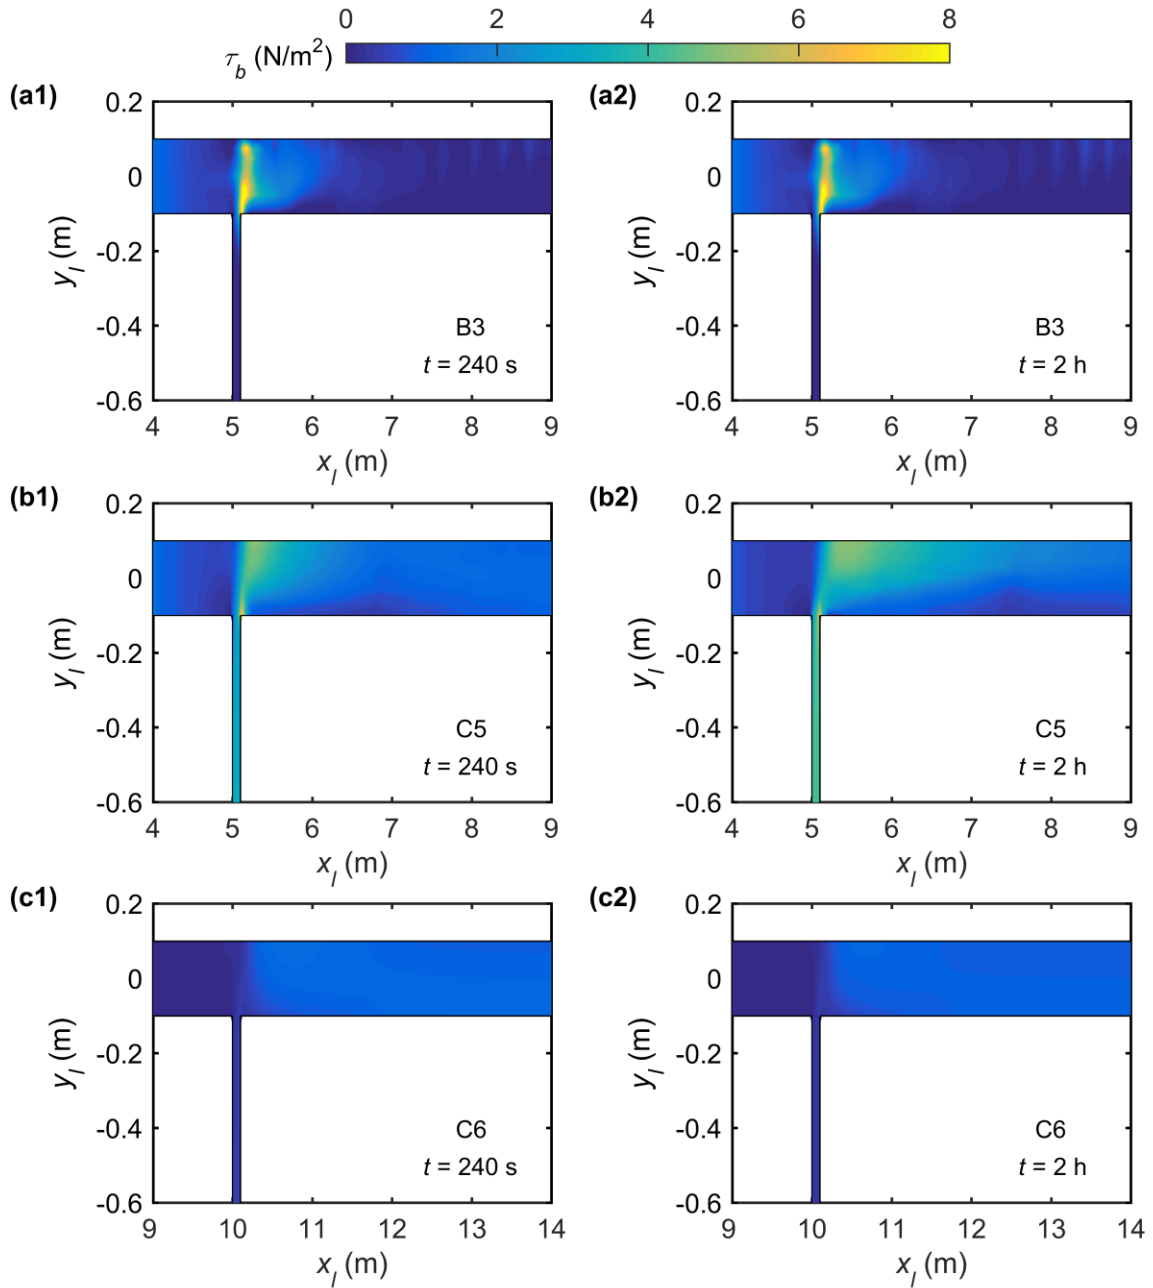 0 2 4 6 8
τb (N/m²)
(a1) (a2)
0.2 0.2
0 0
-0.2 -0.2
yl (m) yl (m)
B3 B3
-0.4 -0.4
t = 240 s t = 2 h
-0.6 -0.6
4 5 6 7 8 9 4 5 6 7 8 9
xl (m) xl (m)
(b1) (b2)
0.2 0.2
0 0
-0.2 -0.2
yl (m) yl (m)
C5 C5
-0.4 -0.4
t = 240 s t = 2 h
-0.6 -0.6
4 5 6 7 8 9 4 5 6 7 8 9
xl (m) xl (m)
(c1) (c2)
0.2 0.2
0 0
-0.2 -0.2
yl (m) yl (m)
C6 C6
-0.4 -0.4
t = 240 s t = 2 h
-0.6 -0.6
9 10 11 12 13 14 9 10 11 12 13 14
xl (m) xl (m)